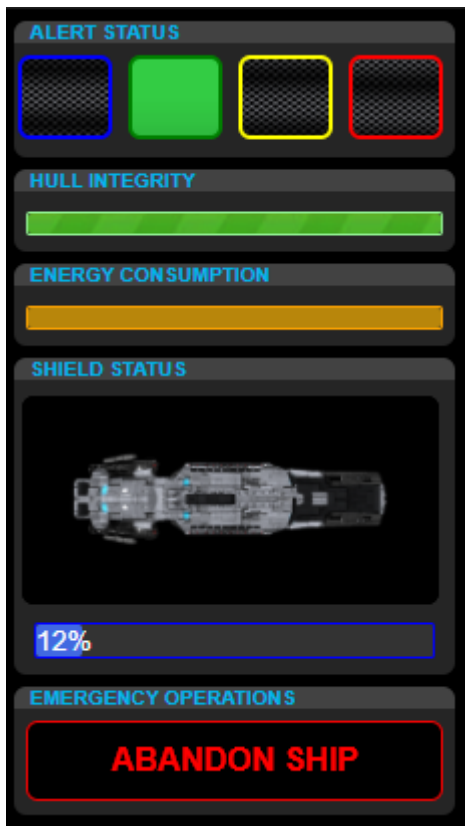 ALERT STATUS
HULL INTEGRITY
ENERGY CONSUMPTION
SHIELD STATUS
12%
EMERGENCY OPERATIONS
ABANDON SHIP